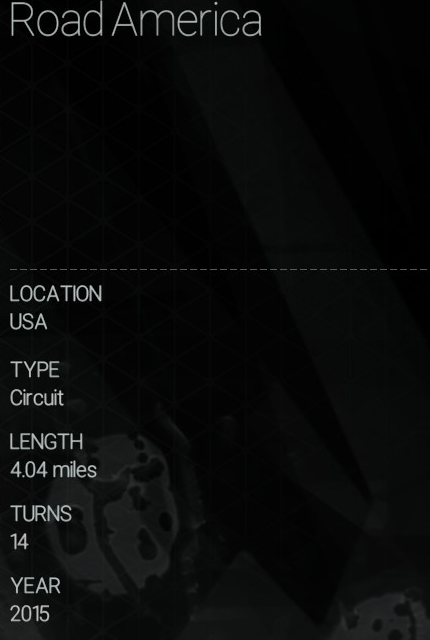 Road America
LOCATION
USA
TYPE
Circuit
LENGTH
4.04 miles
TURNS
14
YEAR
2015